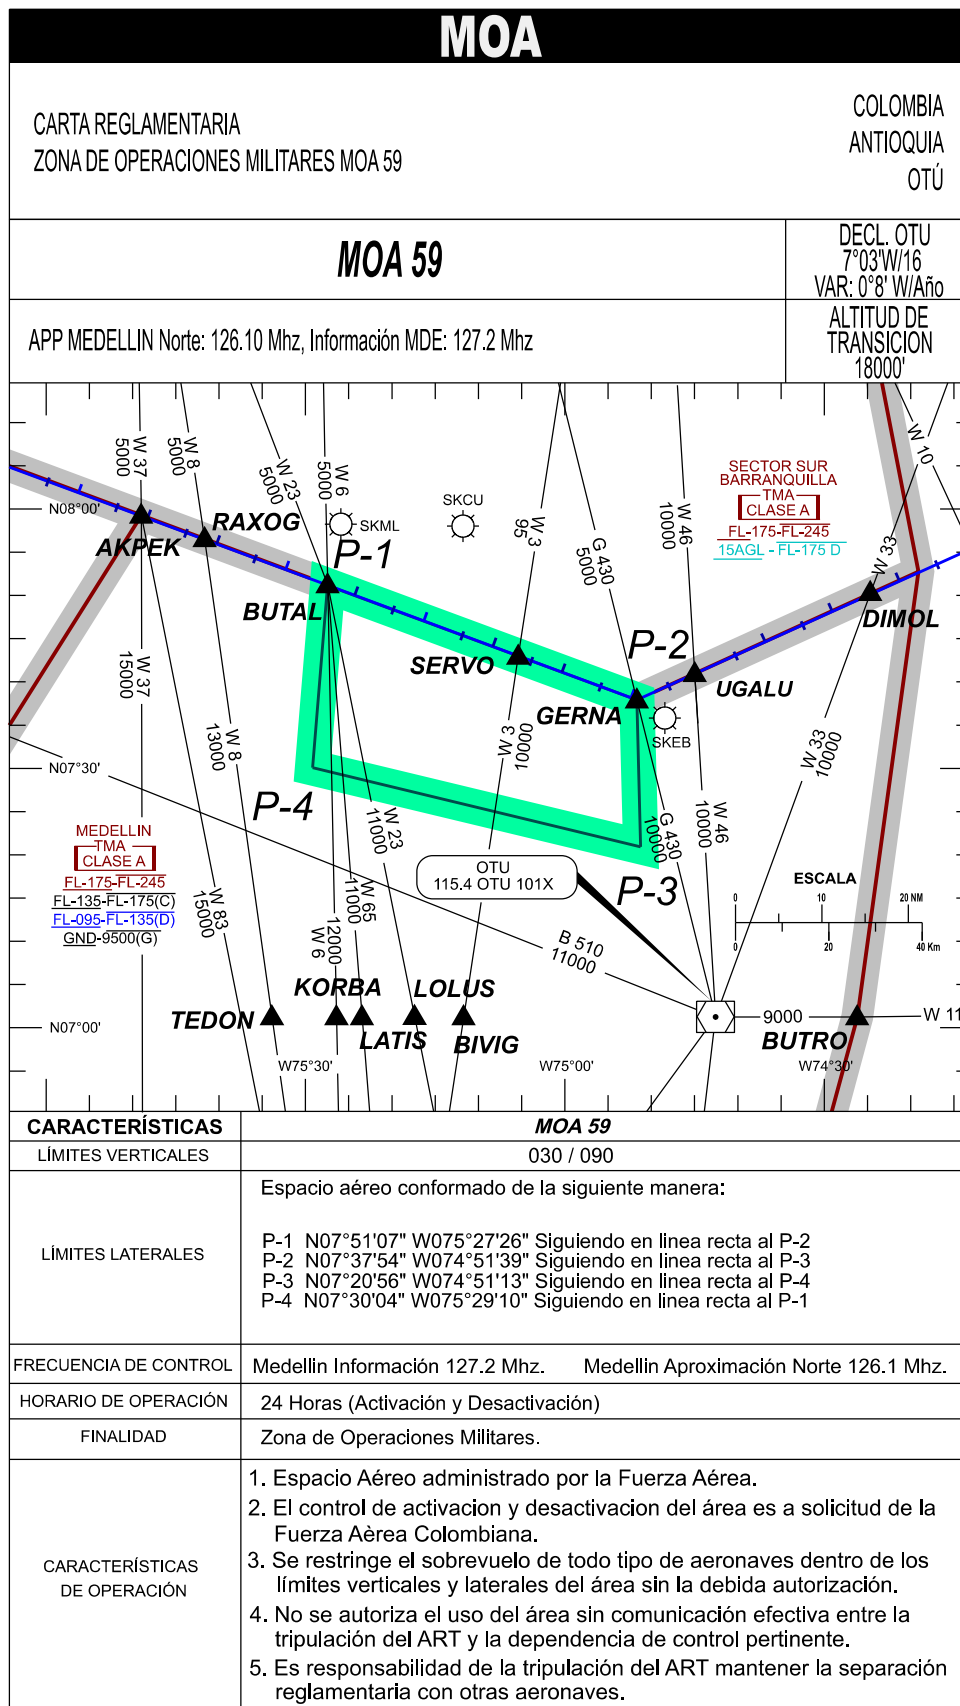 MOA
CARTA REGLAMENTARIA
ZONA DE OPERACIONES MILITARES MOA 59
COLOMBIA
ANTIOQUIA
OTÚ
MOA 59
DECL. OTU
7°03'W/16
VAR: 0°8' W/Año
APP MEDELLIN Norte: 126.10 Mhz, Información MDE: 127.2 Mhz
ALTITUD DE
TRANSICION
18000'
W 37
5000
W 8
5000
W 23
5000
W 6
5000
W 3
95
G 430
5000
W 46
10000
W 10
W 33
SECTOR SUR
BARRANQUILLA
TMA
CLASE A
FL-175-FL-245
15AGL - FL-175 D
N08°00'
SKML
SKCU
AKPEK
RAXOG
P-1
BUTAL
SERVO
P-2
GERNA
UGALU
DIMOL
SKEB
W 37
15000
W 8
13000
W 3
10000
W 33
10000
N07°30'
P-4
W 23
11000
G 430
10000
W 46
10000
MEDELLIN
TMA
CLASE A
FL-175-FL-245
FL-135-FL-175(C)
FL-095-FL-135(D)
GND-9500(G)
W 83
15000
W 65
11000
12000
W 6
OTU
115.4 OTU 101X
P-3
ESCALA
0 10 20 NM
0 20 40 Km
B 510
11000
KORBA
LOLUS
TEDON
LATIS
BIVIG
9000
W 11
BUTRO
N07°00'
W75°30'
W75°00'
W74°30'
CARACTERÍSTICAS
MOA 59
LÍMITES VERTICALES
030 / 090
LÍMITES LATERALES
Espacio aéreo conformado de la siguiente manera:
P-1 N07°51'07" W075°27'26" Siguiendo en linea recta al P-2
P-2 N07°37'54" W074°51'39" Siguiendo en linea recta al P-3
P-3 N07°20'56" W074°51'13" Siguiendo en linea recta al P-4
P-4 N07°30'04" W075°29'10" Siguiendo en linea recta al P-1
FRECUENCIA DE CONTROL
Medellin Información 127.2 Mhz. Medellin Aproximación Norte 126.1 Mhz.
HORARIO DE OPERACIÓN
24 Horas (Activación y Desactivación)
FINALIDAD
Zona de Operaciones Militares.
CARACTERÍSTICAS
DE OPERACIÓN
1. Espacio Aéreo administrado por la Fuerza Aérea.
2. El control de activacion y desactivacion del área es a solicitud de la
Fuerza Aèrea Colombiana.
3. Se restringe el sobrevuelo de todo tipo de aeronaves dentro de los
límites verticales y laterales del área sin la debida autorización.
4. No se autoriza el uso del área sin comunicación efectiva entre la
tripulación del ART y la dependencia de control pertinente.
5. Es responsabilidad de la tripulación del ART mantener la separación
reglamentaria con otras aeronaves.